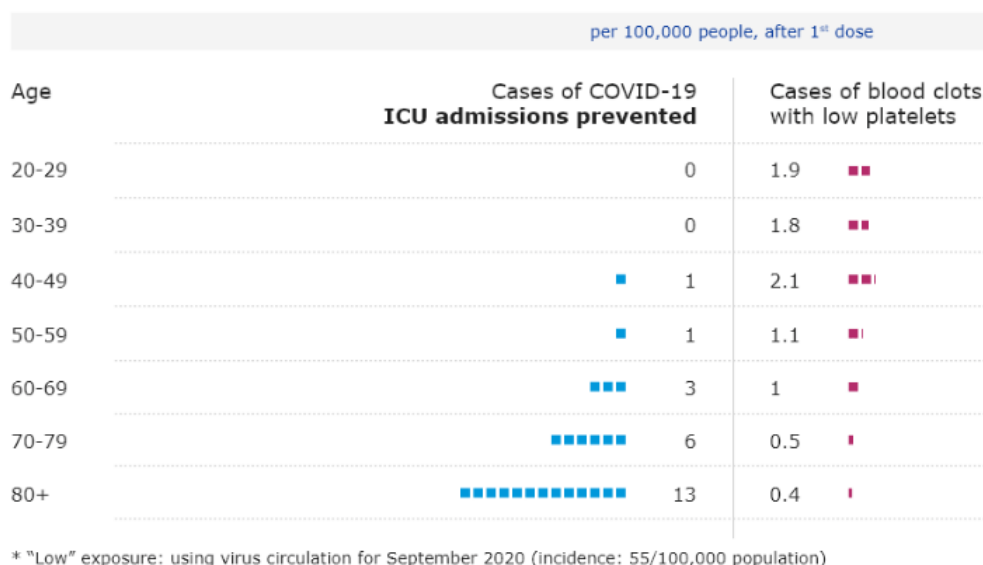 per 100,000 people, after 1st dose
Age
Cases of COVID-19
ICU admissions prevented
Cases of blood clots
with low platelets
20-29 0 1.9
30-39 0 1.8
40-49 1 2.1
50-59 1 1.1
60-69 3 1
70-79 6 0.5
80+ 13 0.4
* "Low" exposure: using virus circulation for September 2020 (incidence: 55/100,000 population)